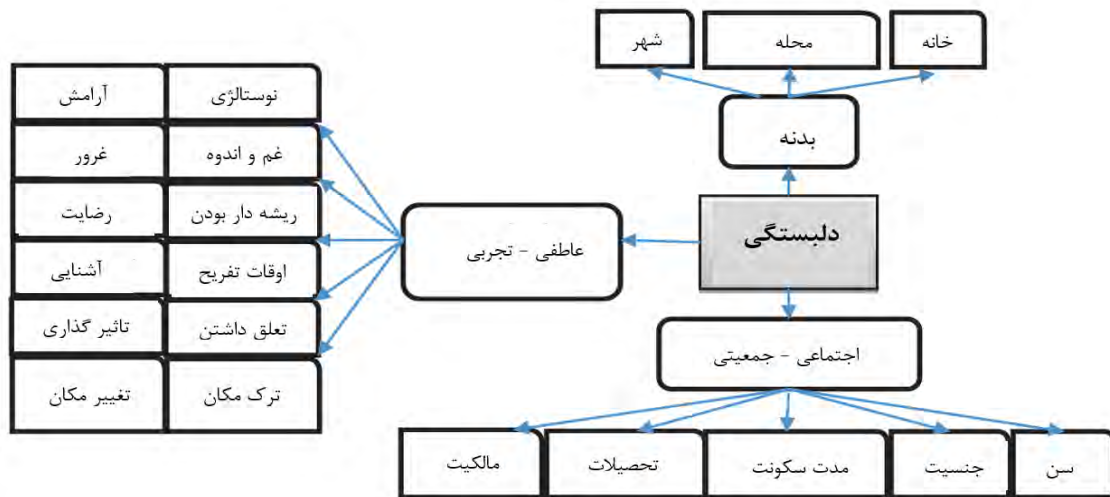 خانه
محله
شهر
بدنه
دلبستگی
عاطفی - تجربی
نوستالژی
آرامش
غم و اندوه
غرور
ریشه دار بودن
رضایت
اوقات تفریح
آشنایی
تعلق داشتن
تاثیر گذاری
ترک مکان
تغییر مکان
اجتماعی - جمعیتی
سن
جنسیت
مدت سکونت
تحصیلات
مالکیت